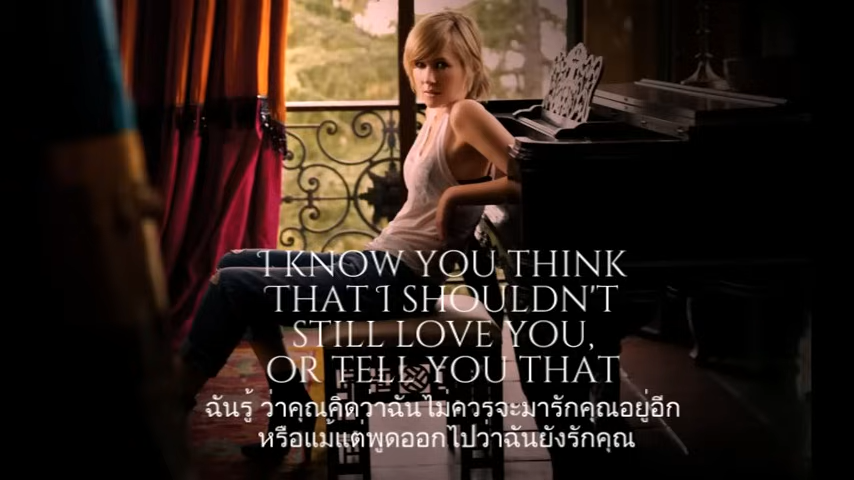 I KNOW YOU THINK
THAT I SHOULDN'T
STILL LOVE YOU,
OR TELL YOU THAT
ฉันรู้ ว่าคุณคิดว่าฉันไม่ควรจะมารักคุณอยู่อีก
หรือแม้แต่พูดออกไปว่าฉันยังรักคุณ